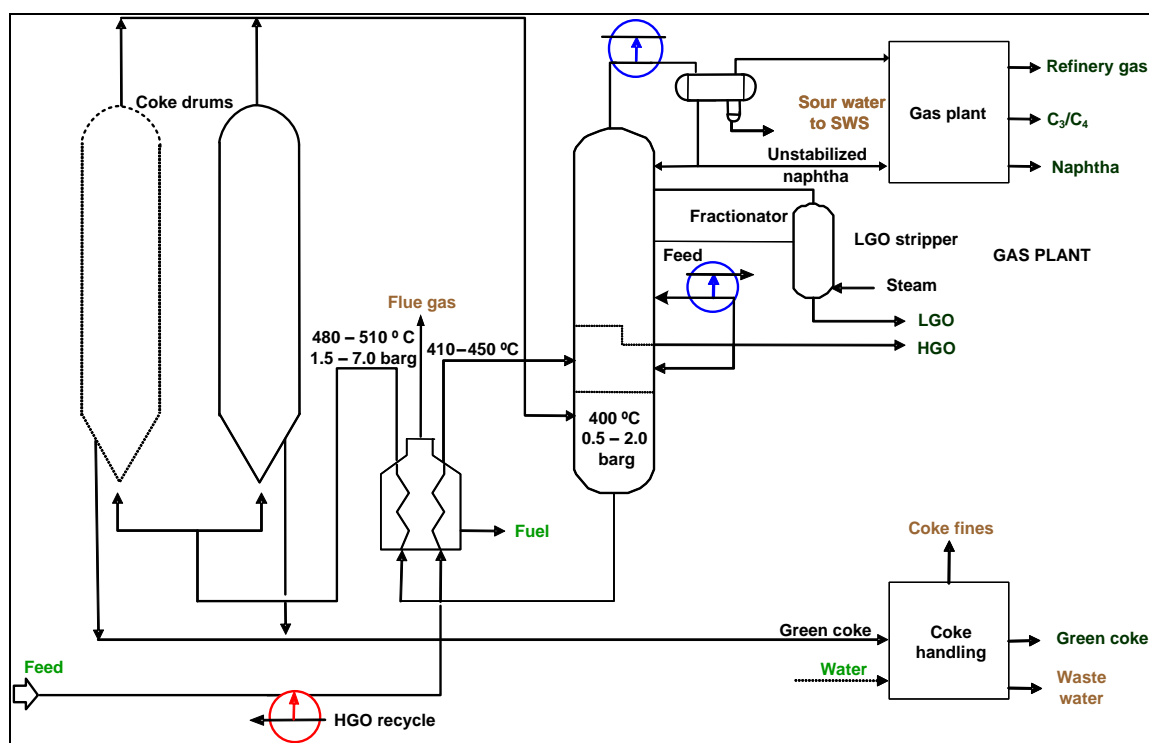 Coke drums
Refinery gas
Sour water
to SWS
Gas plant
C₃/C₄
Unstabilized
naphtha
Naphtha
Fractionator
LGO stripper
GAS PLANT
Feed
Steam
Flue gas
LGO
480 – 510 º C
1.5 – 7.0 barg
410–450 ºC
HGO
400 ºC
0.5 – 2.0
barg
Fuel
Coke fines
Green coke
Coke
handling
Green coke
Feed
Water
Waste
water
HGO recycle